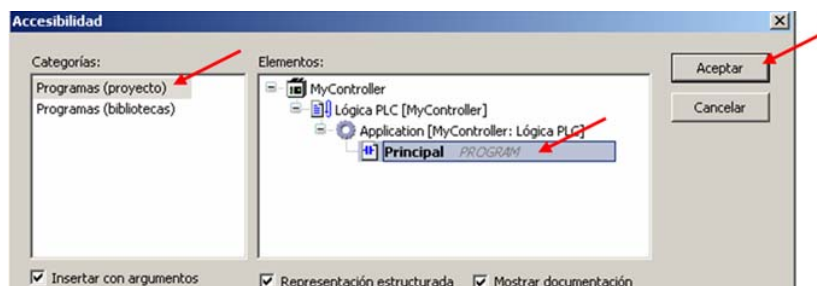 Accesibilidad
Categorías:
Programas (proyecto)
Programas (bibliotecas)
Elementos:
MyController
Lógica PLC [MyController]
Application [MyController: Lógica PLC]
Principal PROGRAM
Aceptar
Cancelar
Insertar con argumentos
Representación estructurada
Mostrar documentación